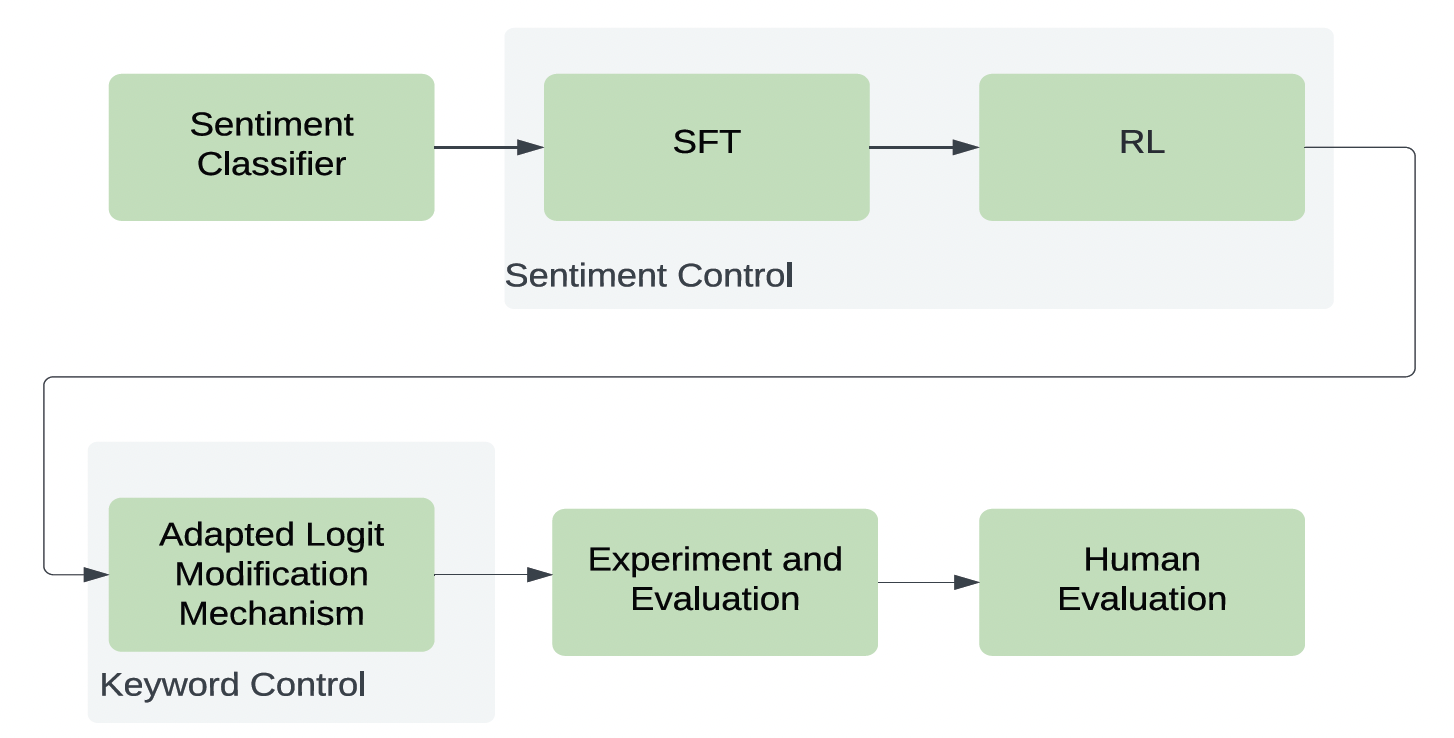 Sentiment
Classifier
SFT
RL
Sentiment Control
Adapted Logit
Modification
Mechanism
Keyword Control
Experiment and
Evaluation
Human
Evaluation